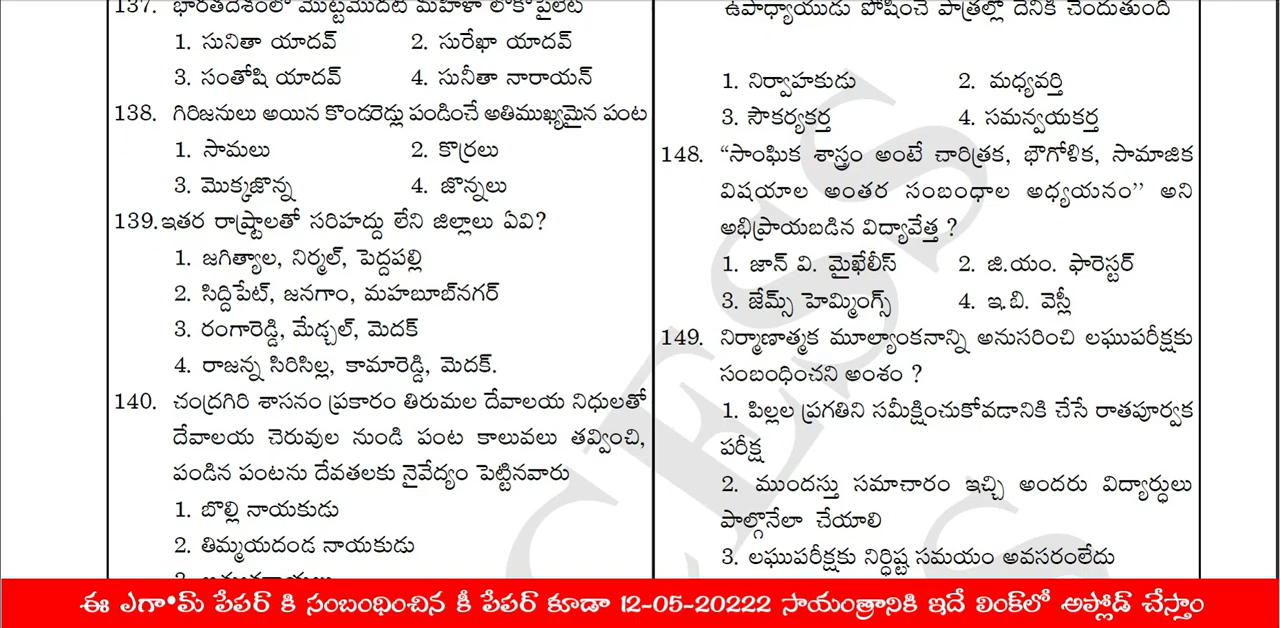 137. భారతదేశంలో మొట్టమొదటి మహిళా లోకోపైలెట్
1. సునితా యాదవ్ 2. సురేఖా యాదవ్
3. సంతోషి యాదవ్ 4. సునీతా నారాయన్
138. గిరిజనులు అయిన కొండరెడ్లు పండించే అతిముఖ్యమైన పంట
1. సామలు 2. కొర్రలు
3. మొక్కజొన్న 4. జొన్నలు
139. ఇతర రాష్ట్రాలతో సరిహద్దు లేని జిల్లాలు ఏవి?
1. జగిత్యాల, నిర్మల్, పెద్దపల్లి
2. సిద్దిపేట్, జనగాం, మహబూబ్‌నగర్
3. రంగారెడ్డి, మేడ్చల్, మెదక్
4. రాజన్న సిరిసిల్ల, కామారెడ్డి, మెదక్.
140. చంద్రగిరి శాసనం ప్రకారం తిరుమల దేవాలయ నిధులతో
దేవాలయ చెరువుల నుండి పంట కాలువలు తవ్వించి,
పండిన పంటను దేవతలకు నైవేద్యం పెట్టినవారు
1. బొల్లి నాయకుడు
2. తిమ్మయదండ నాయకుడు
ఉపాధ్యాయుడు పోషించే పాత్రల్లో దేనికి చెందుతుంది
1. నిర్వాహకుడు 2. మధ్యవర్తి
3. సౌకర్యకర్త 4. సమన్వయకర్త
148. “సాంఘిక శాస్త్రం అంటే చారిత్రక, భౌగోళిక, సామాజిక
విషయాల అంతర సంబంధాల అధ్యయనం’’ అని
అభిప్రాయబడిన విద్యావేత్త ?
1. జాన్ వి. మైఖేలీస్ 2. జి.యం. ఫారెస్టర్
3. జేమ్స్ హెమ్మింగ్స్ 4. ఇ.బి. వెస్లీ
149. నిర్మాణాత్మక మూల్యాంకనాన్ని అనుసరించి లఘుపరీక్షకు
సంబంధించని అంశం ?
1. పిల్లల ప్రగతిని సమీక్షించుకోవడానికి చేసే రాతపూర్వక
పరీక్ష
2. ముందస్తు సమాచారం ఇచ్చి అందరు విద్యార్థులు
పాల్గొనేలా చేయాలి
3. లఘుపరీక్షకు నిర్ధిష్ట సమయం అవసరంలేదు
ఈ ఎగ్జామ్ పేపర్ కి సంబంధించిన కీ పేపర్ కూడా 12-05-20222 సాయంత్రానికి ఇదే లింక్‌లో అప్లోడ్ చేస్తాం